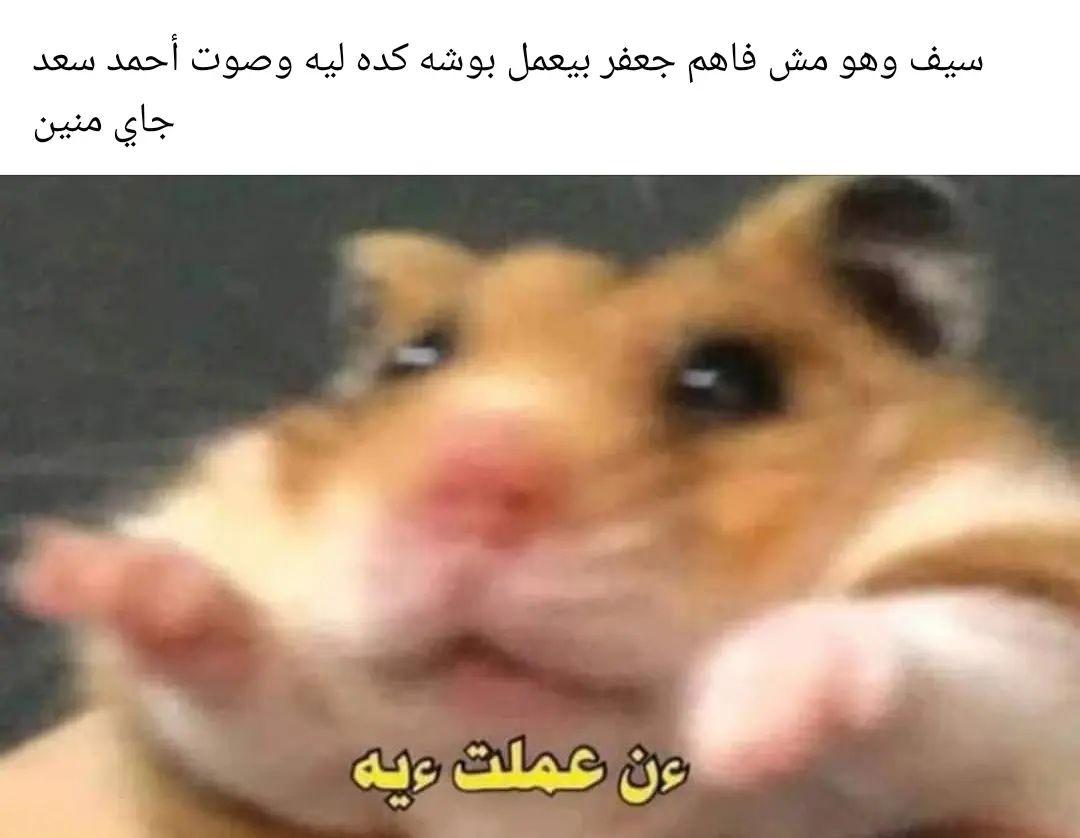 سيف وهو مش فاهم جعفر بيعمل بوشه كده ليه وصوت أحمد سعد
جاي منين
ءن عملت ءيه